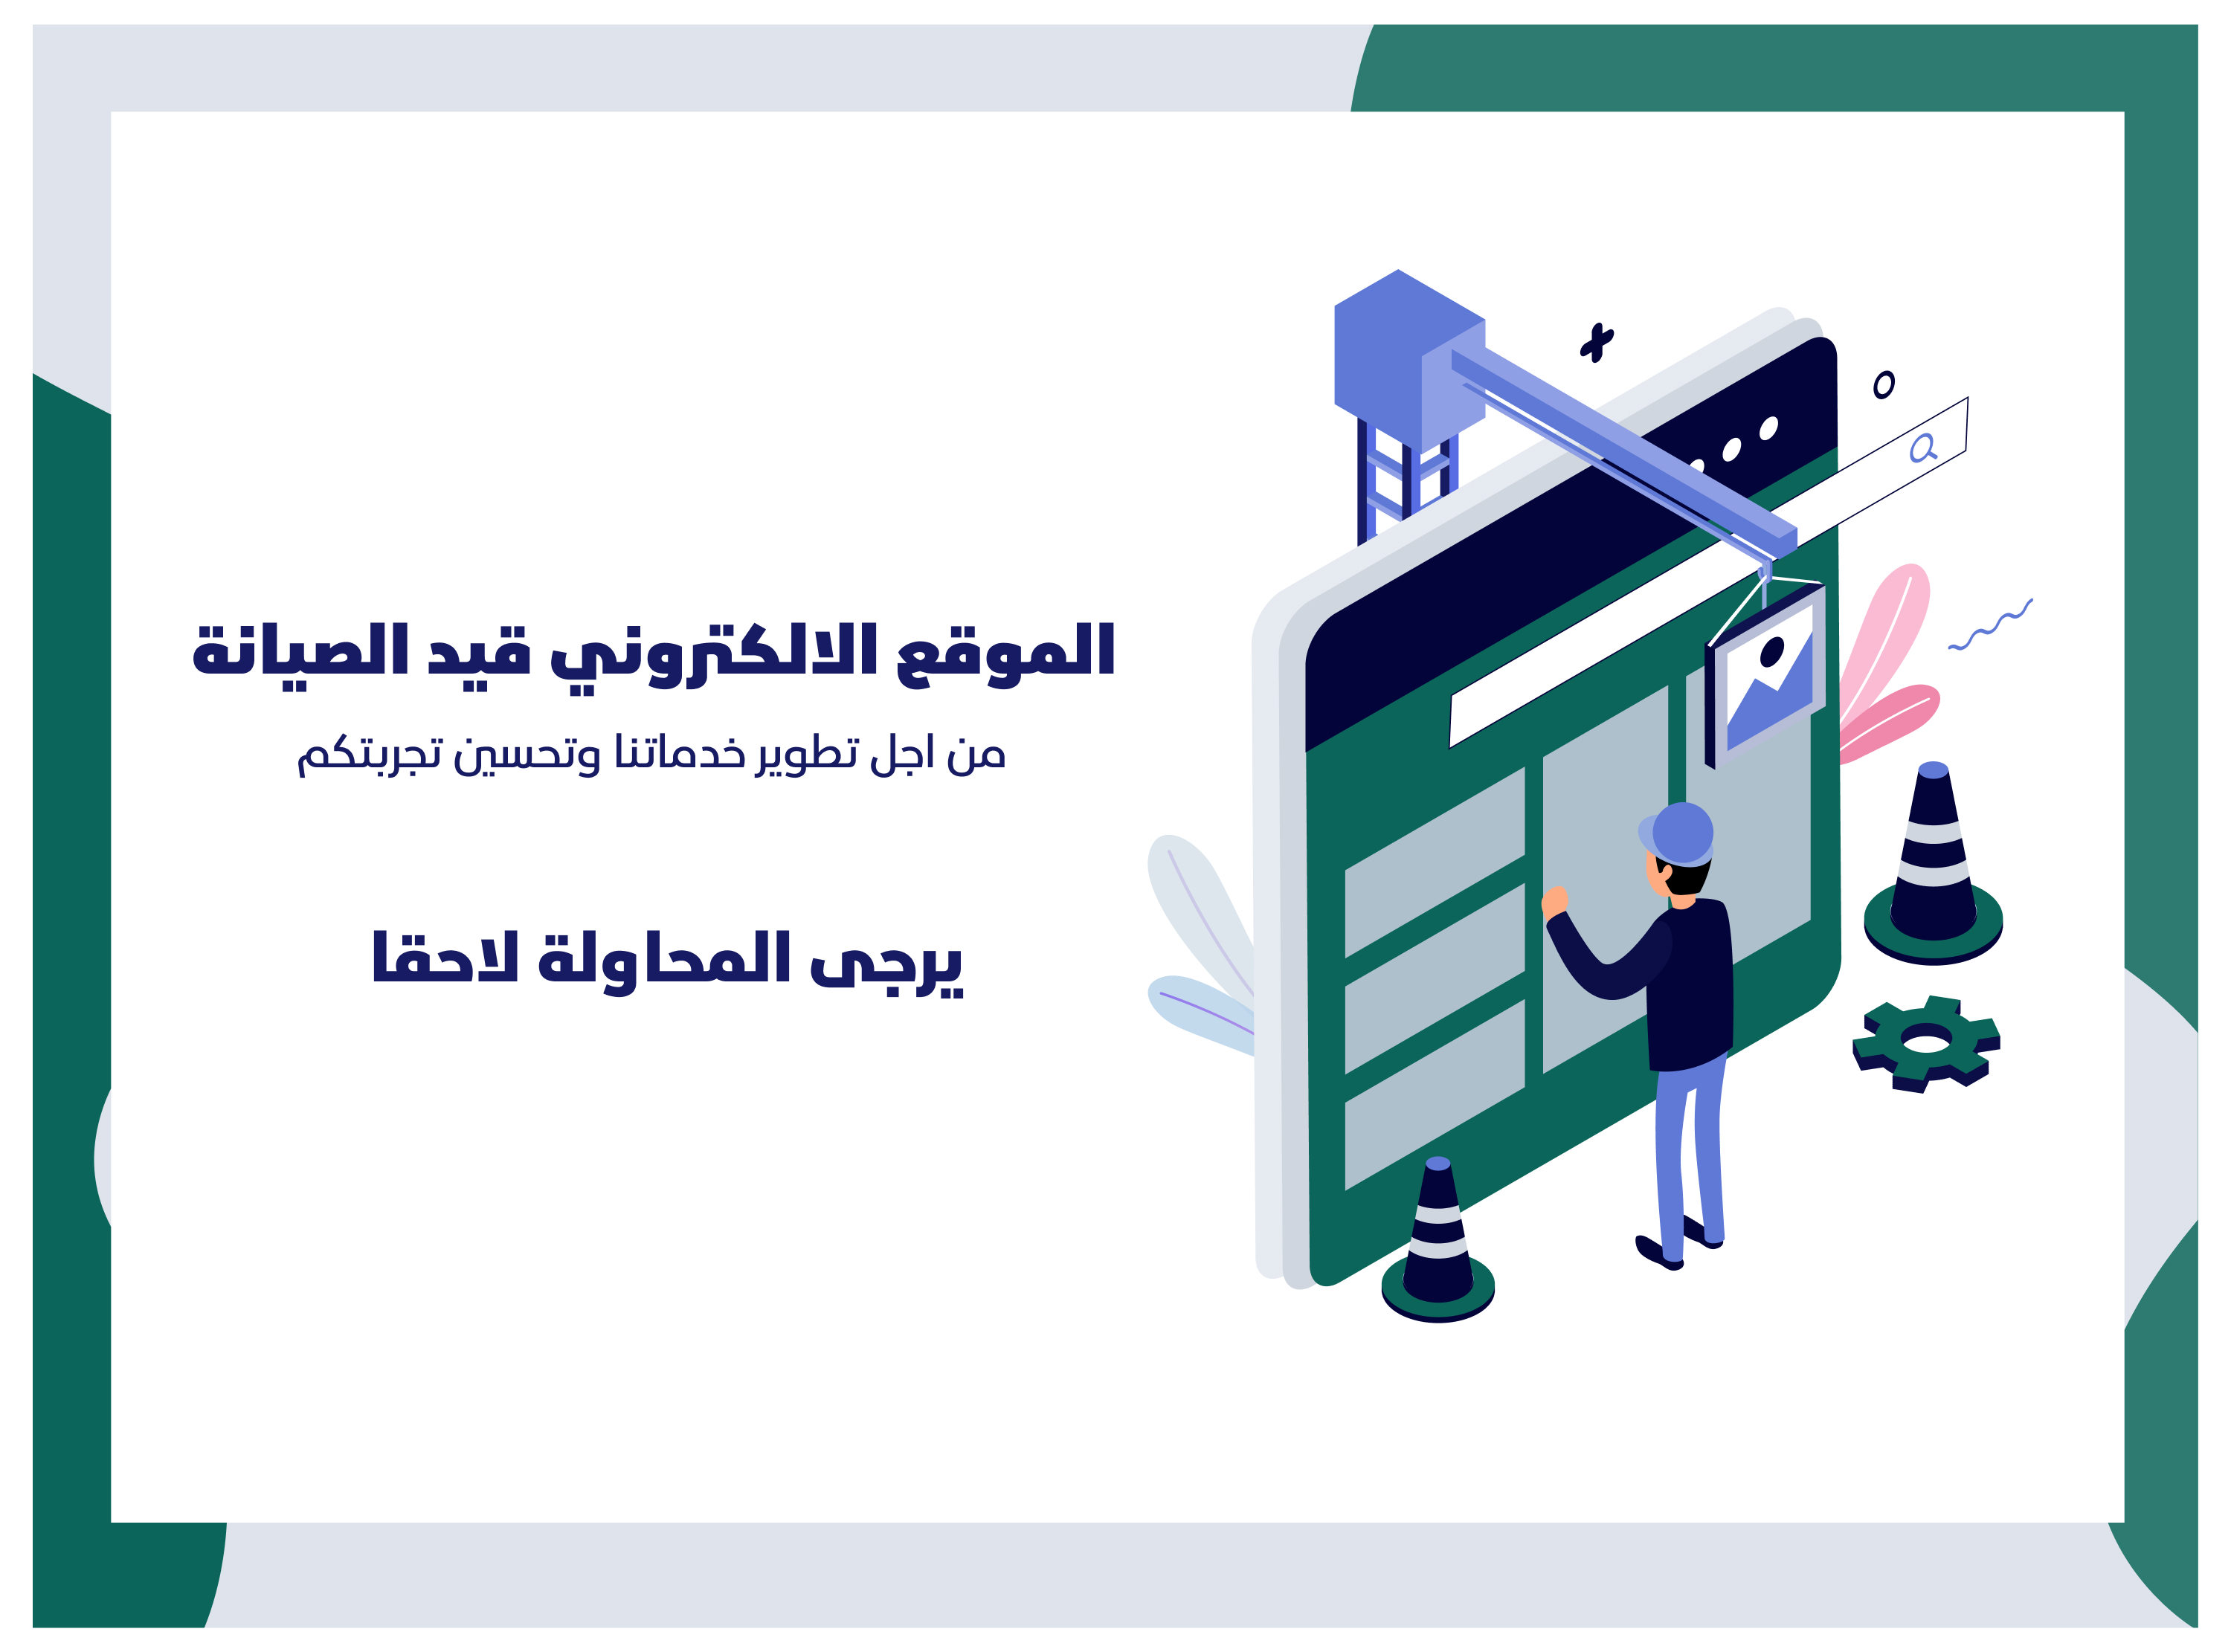 الموقع الالكتروني قيد الصيانة
من اجل تطوير خدماتنا وتحسين تجربتكم
يرجى المحاولة لاحقا